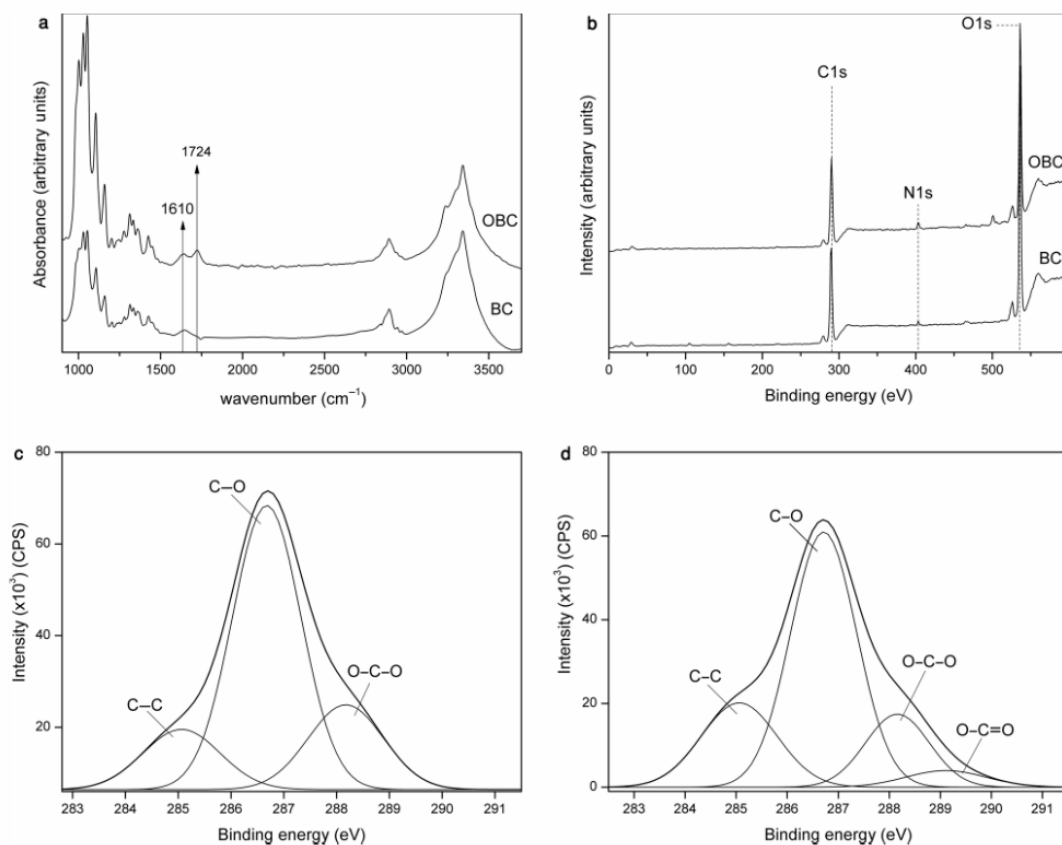 a
Absorbance (arbitrary units)
1724
1610
OBC
BC
1000 1500 2000 2500 3000 3500
wavenumber (cm⁻¹)
b
Intensity (arbitrary units)
O1s
C1s
N1s
OBC
BC
0 100 200 300 400 500
Binding energy (eV)
c
Intensity (x10³) (CPS)
80
60
40
20
C–O
O–C–O
C–C
283 284 285 286 287 288 289 290 291
Binding energy (eV)
d
Intensity (x10³) (CPS)
80
60
40
20
0
C–O
O–C–O
C–C
O–C=O
283 284 285 286 287 288 289 290 291
Binding energy (eV)